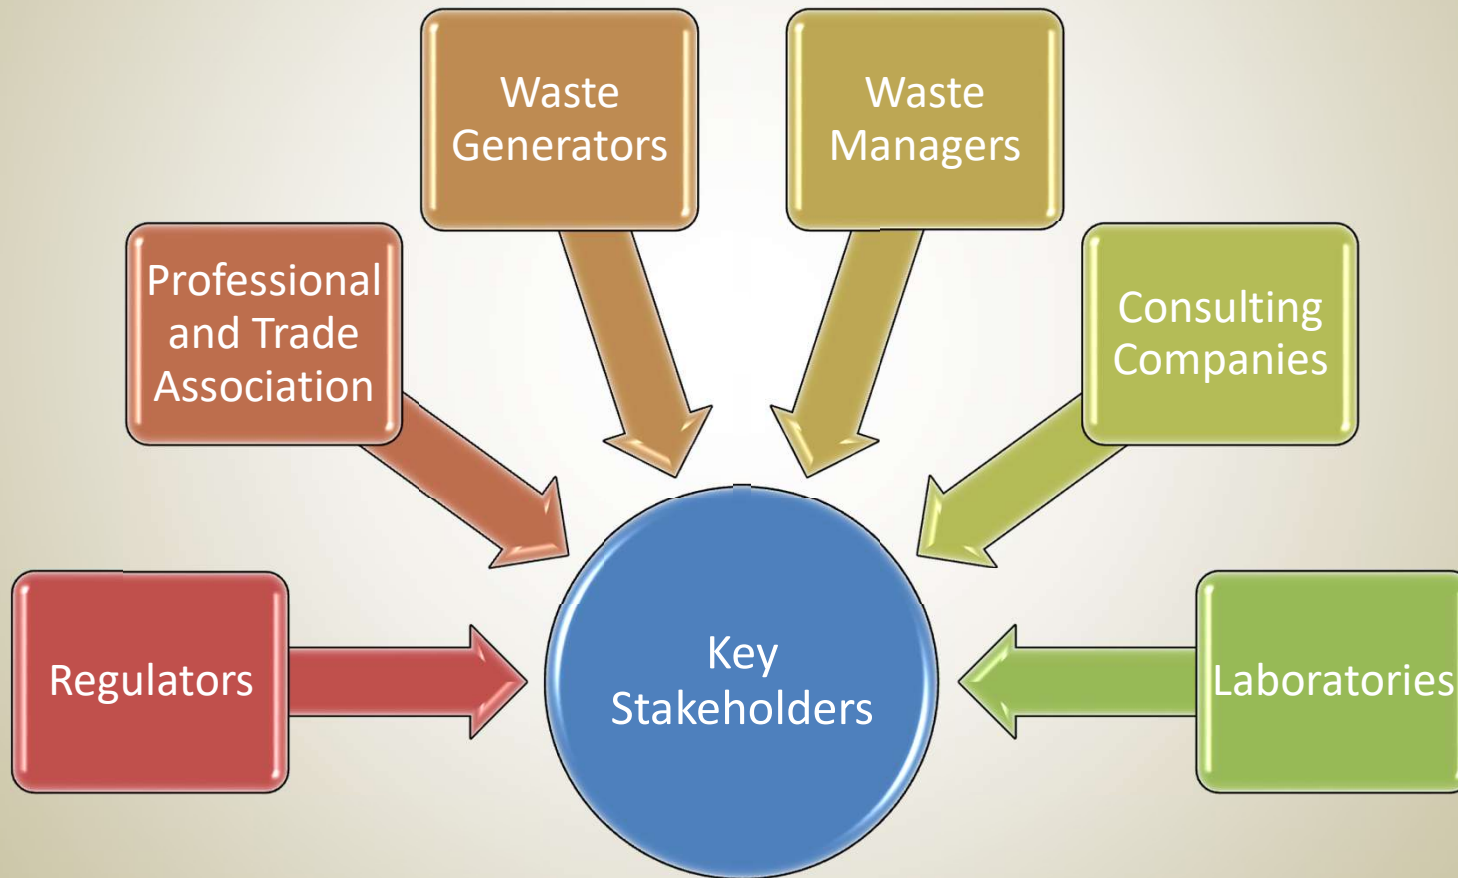 Waste
Generators
Waste
Managers
Professional
and Trade
Association
Consulting
Companies
Regulators
Key
Stakeholders
Laboratories